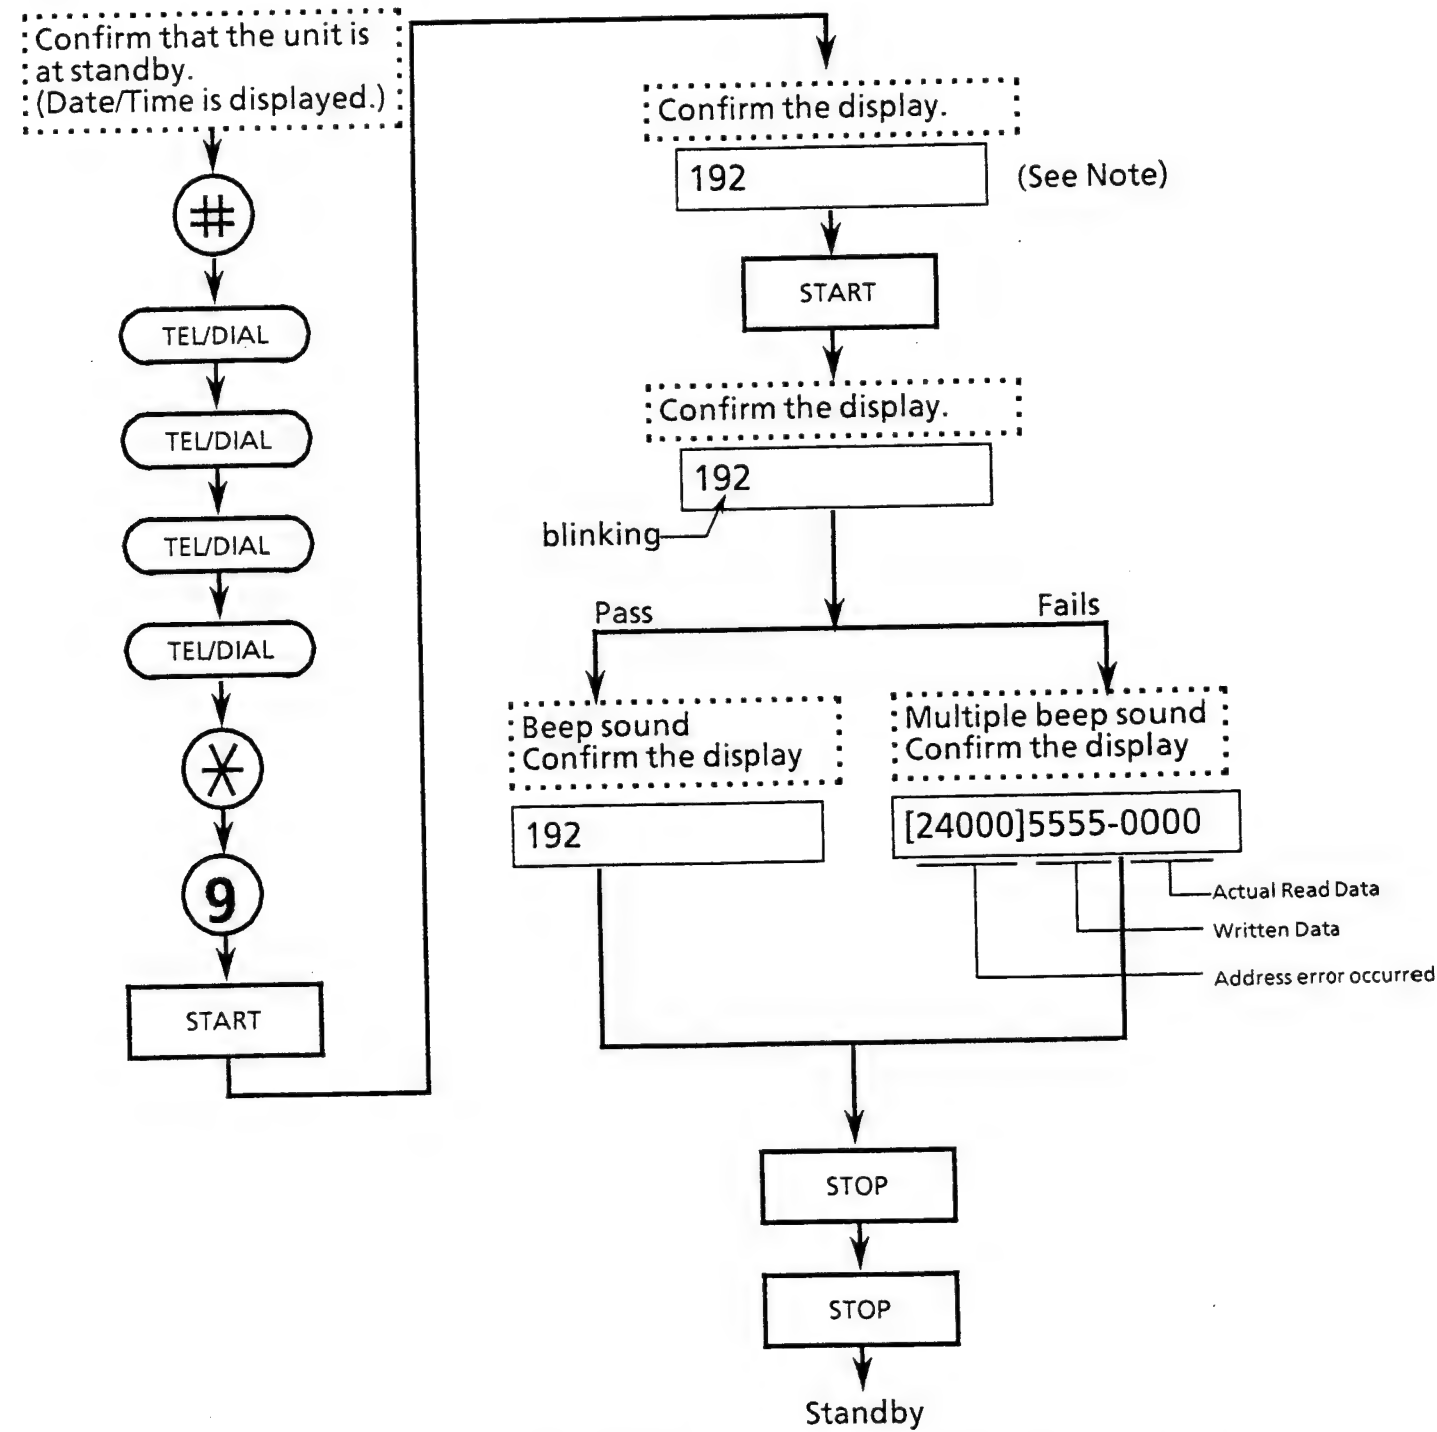 Confirm that the unit is
at standby.
(Date/Time is displayed.)
#
TEL/DIAL
TEL/DIAL
TEL/DIAL
TEL/DIAL
*
9
START
Confirm the display.
192
(See Note)
START
Confirm the display.
192
blinking
Pass
Fails
Beep sound
Confirm the display
192
Multiple beep sound
Confirm the display
[24000]5555-0000
Actual Read Data
Written Data
Address error occurred
STOP
STOP
Standby